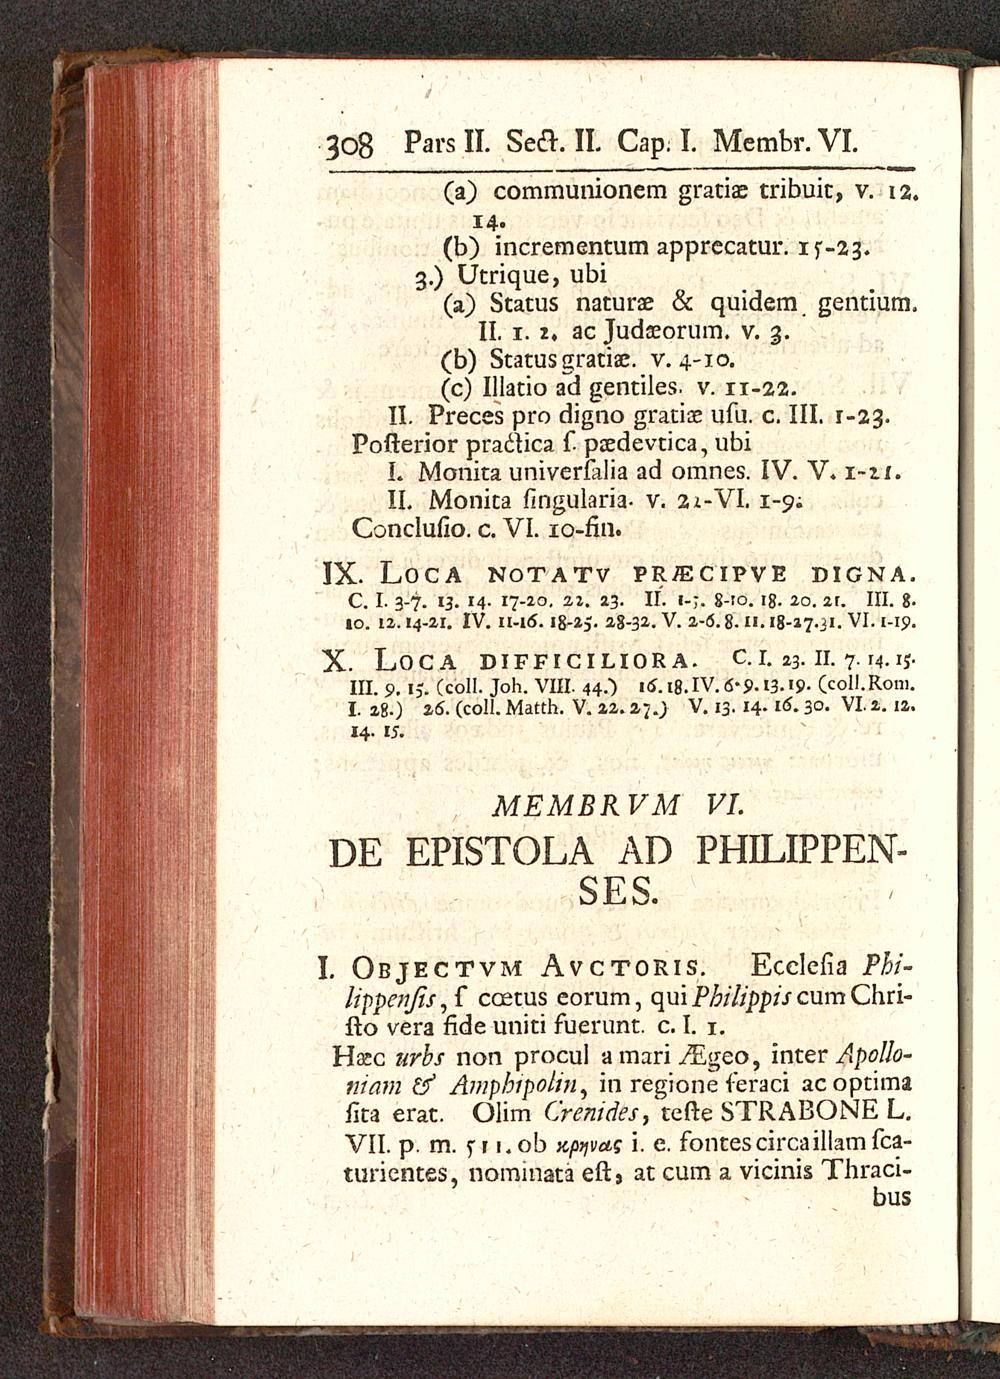 308 Pars II. Sect. II. Cap. I. Membr. VI.
(a) communionem gratiæ tribuit, v. 12.
14.
(b) incrementum apprecatur. 15-23.
3.) Utrique, ubi
(a) Status naturæ & quidem gentium.
II. 1. 2. ac Judæorum. v. 3.
(b) Status gratiæ. v. 4-10.
(c) Illatio ad gentiles. v. 11-22.
II. Preces pro digno gratiæ uſu. c. III. 1-23.
Poſterior practica ſ. pædevtica, ubi
I. Monita univerſalia ad omnes. IV. V. 1-21.
II. Monita ſingularia. v. 22-VI. 1-9.
Concluſio. c. VI. 10-fin.
IX. LOCA NOTATV PRÆCIPVE DIGNA.
C. I. 3-7. 13. 14. 17-20. 22. 23. II. 1-5. 8-10. 18. 20. 21. III. 8.
10. 12. 14-21. IV. 11-16. 18-25. 28-32. V. 2-6. 8. 11. 18-27. 31. VI. 1-19.
X. LOCA DIFFICILIORA. C. I. 23. II. 7. 14. 15.
III. 9. 15. (coll. Joh. VIII. 44.) 16. 18. IV. 6. 9. 13. 19. (coll. Rom.
I. 28.) 26. (coll. Matth. V. 22. 27.) V. 13. 14. 16. 30. VI. 2. 12.
14. 15.
MEMBRVM VI.
DE EPISTOLA AD PHILIPPEN-
SES.
I. OBJECTVM AVCTORIS. Eccleſia Phi-
lippenſis, ſ cœtus eorum, qui Philippis cum Chri-
ſto vera fide uniti fuerunt. c. I. 1.
Hæc urbs non procul a mari Ægeo, inter Apollo-
niam & Amphipolin, in regione feraci ac optima
ſita erat. Olim Crenides, teſte STRABONE L.
VII. p. m. 511. ob κρηνας i. e. fontes circa illam ſca-
turientes, nominata eſt, at cum a vicinis Thraci-
bus